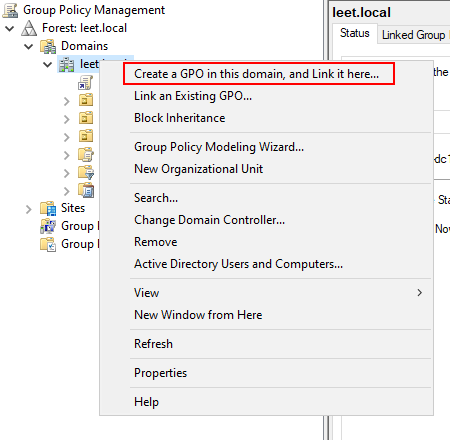 Group Policy Management
Forest: leet.local
Domains
leet.
Create a GPO in this domain, and Link it here...
Link an Existing GPO...
Block Inheritance
Group Policy Modeling Wizard...
New Organizational Unit
Search...
Change Domain Controller...
Remove
Active Directory Users and Computers...
View
New Window from Here
Refresh
Properties
Help
Sites
Group
Group
leet.local
Status
Linked Group
the
Sta
Nov